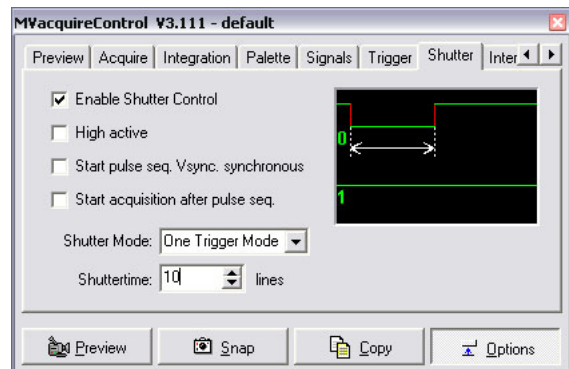 MVacquireControl V3.111 - default
Preview Acquire Integration Palette Signals Trigger Shutter Inter
Enable Shutter Control
High active
Start pulse seq. Vsync. synchronous
Start acquisition after pulse seq.
0
1
Shutter Mode: One Trigger Mode
Shuttertime: 10 lines
Preview Snap Copy Options